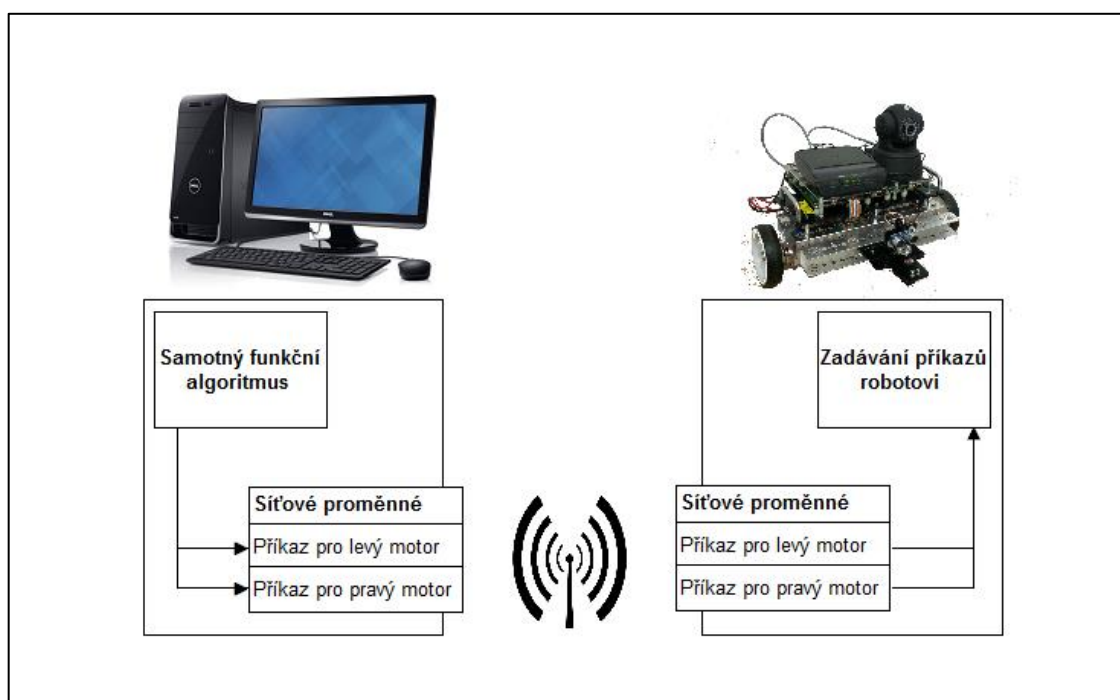 Samotný funkční
algoritmus
Síťové proměnné
Příkaz pro levý motor
Příkaz pro pravý motor
Zadávání příkazů
robotovi
Síťové proměnné
Příkaz pro levý motor
Příkaz pro pravý motor